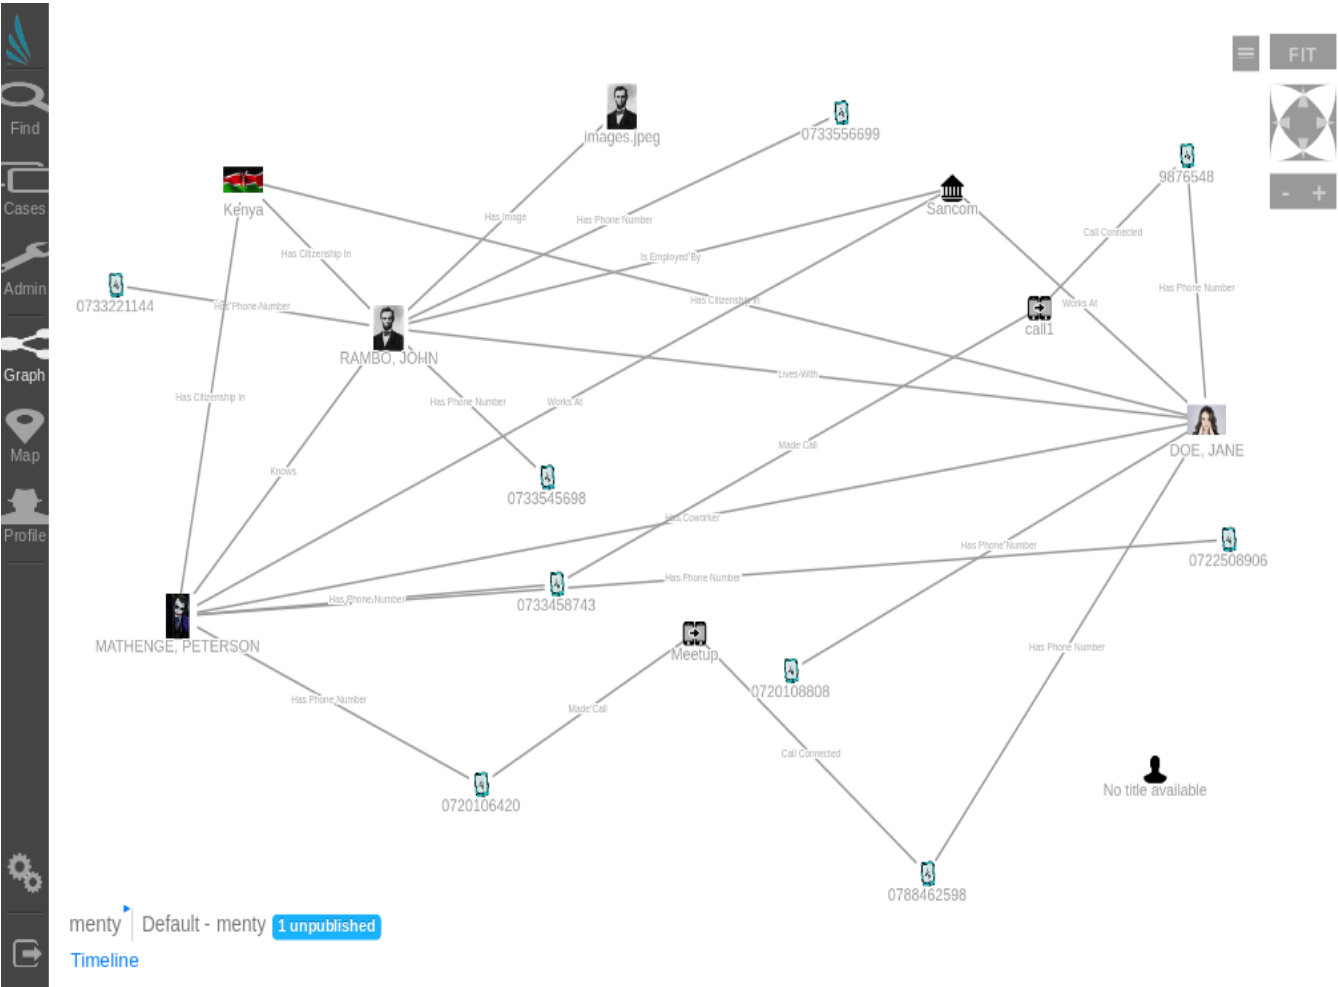 FIT
images.jpeg
0733556699
9876548
Find
Kenya
Sancom
- +
Cases
Has Image
Has Phone Number
Call Connected
Has Citizenship In
Is Employed By
Admin
0733221144
Has Phone Number
Has Citizenship In
Works At
Has Phone Number
call1
RAMBO, JOHN
Graph
Lives With
Has Citizenship In
Has Phone Number
Works At
Made Call
DOE, JANE
Map
Knows
0733545698
Has Coworker
Profile
Has Phone Number
0722508906
Has Phone Number
Has Phone Number
0733458743
MATHENGE, PETERSON
Meetup
Has Phone Number
0720108808
Has Phone Number
Made Call
Call Connected
No title available
0720106420
0788462598
menty Default - menty 1 unpublished
Timeline